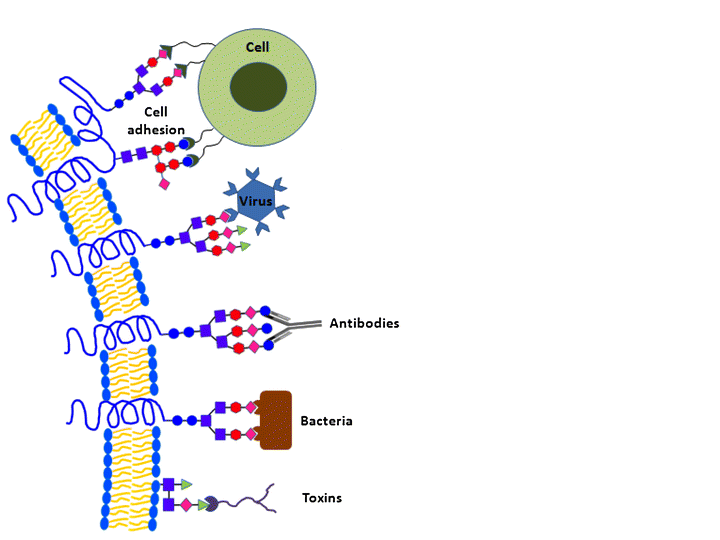 Cell
Cell
adhesion
Virus
Antibodies
Bacteria
Toxins